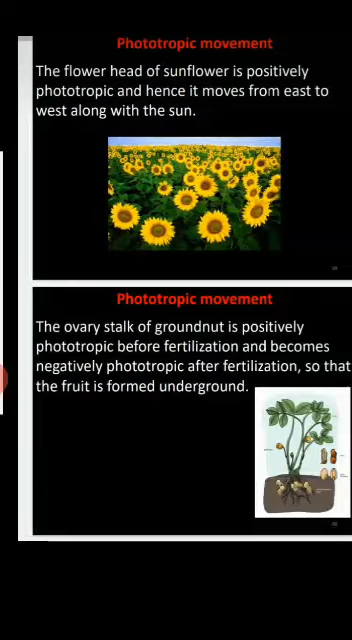 Phototropic movement
The flower head of sunflower is positively
phototropic and hence it moves from east to
west along with the sun.
Phototropic movement
The ovary stalk of groundnut is positively
phototropic before fertilization and becomes
negatively phototropic after fertilization, so that
the fruit is formed underground.